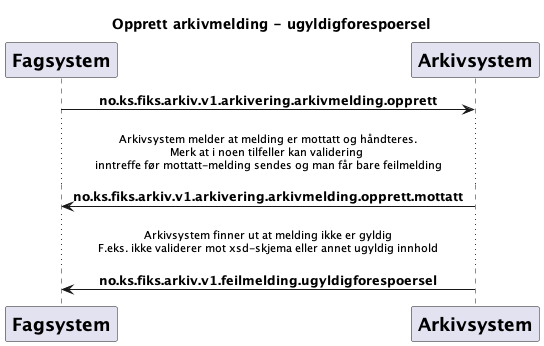 Opprett arkivmelding - ugyldigforespoersel
Fagsystem Arkivsystem
no.ks.fiks.arkiv.v1.arkivering.arkivmelding.opprett
Arkivsystem melder at melding er mottatt og håndteres.
Merk at i noen tilfeller kan validering
inntreffe før mottatt-melding sendes og man får bare feilmelding
no.ks.fiks.arkiv.v1.arkivering.arkivmelding.opprett.mottatt
Arkivsystem finner ut at melding ikke er gyldig
F.eks. ikke validerer mot xsd-skjema eller annet ugyldig innhold
no.ks.fiks.arkiv.v1.feilmelding.ugyldigforespoersel
Fagsystem Arkivsystem